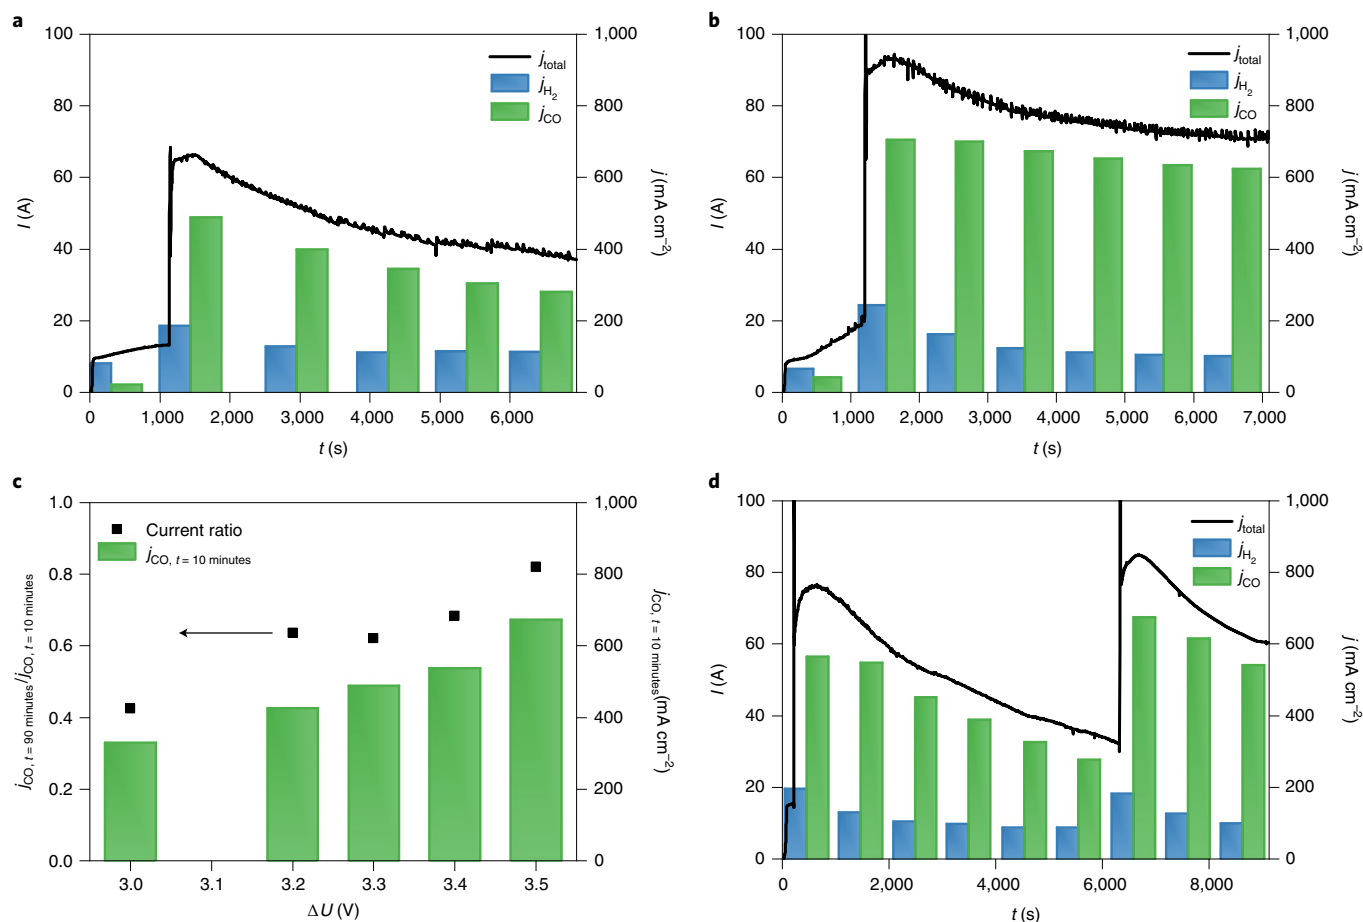 a
100
80
60
40
20
0
I (A)
1,000
800
600
400
200
0
j (mA cm⁻²)
j_total
j_H₂
j_CO
0 1,000 2,000 3,000 4,000 5,000 6,000
t (s)
b
100
80
60
40
20
0
I (A)
1,000
800
600
400
200
0
j (mA cm⁻²)
j_total
j_H₂
j_CO
0 1,000 2,000 3,000 4,000 5,000 6,000 7,000
t (s)
c
1.0
0.8
0.6
0.4
0.2
0.0
j_CO, t = 90 minutes/j_CO, t = 10 minutes
Current ratio
j_CO, t = 10 minutes
1,000
800
600
400
200
0
j_CO, t = 10 minutes (mA cm⁻²)
3.0 3.1 3.2 3.3 3.4 3.5
ΔU (V)
d
100
80
60
40
20
0
I (A)
1,000
800
600
400
200
0
j (mA cm⁻²)
j_total
j_H₂
j_CO
0 2,000 4,000 6,000 8,000
t (s)